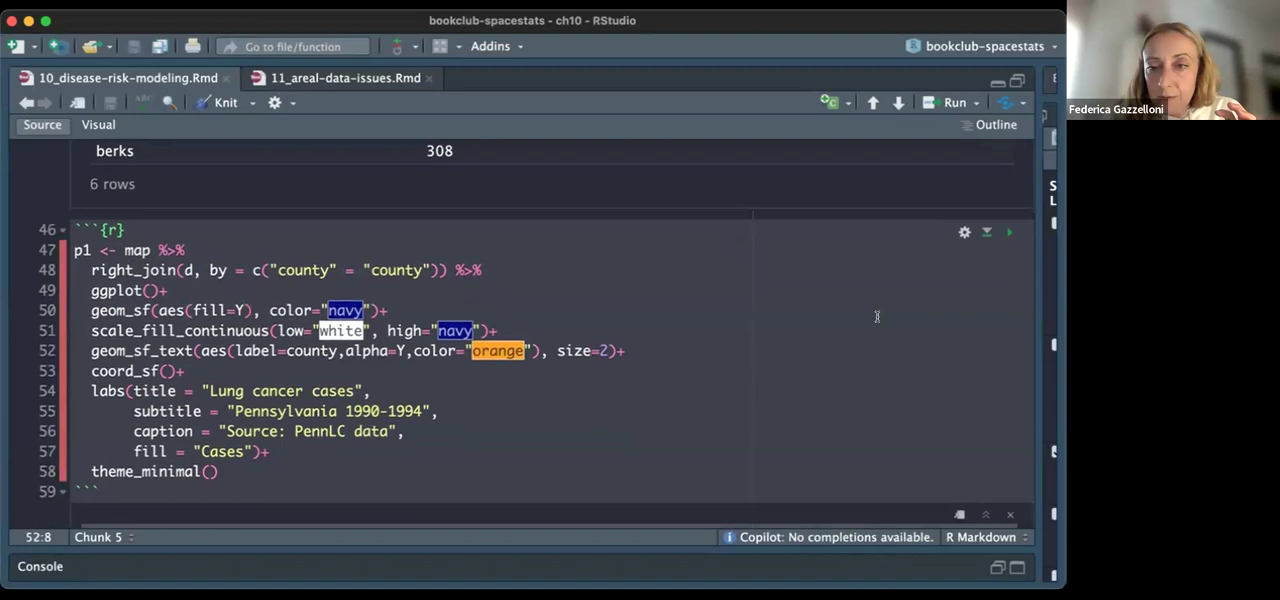 bookclub-spacestats - ch10 - RStudio
Go to file/function
Addins
bookclub-spacestats
10_disease-risk-modeling.Rmd
11_areal-data-issues.Rmd
ABC
Knit
Run
Source
Visual
Outline
berks 308
6 rows
46 ```{r}
47 p1 <- map %>%
48 right_join(d, by = c("county" = "county")) %>%
49 ggplot()+
50 geom_sf(aes(fill=Y), color="navy")+
51 scale_fill_continuous(low="white", high="navy")+
52 geom_sf_text(aes(label=county,alpha=Y,color="orange"), size=2)+
53 coord_sf()+
54 labs(title = "Lung cancer cases",
55 subtitle = "Pennsylvania 1990-1994",
56 caption = "Source: PennLC data",
57 fill = "Cases")+
58 theme_minimal()
59 ```
52:8 Chunk 5
Copilot: No completions available.
R Markdown
Console
Federica Gazzelloni